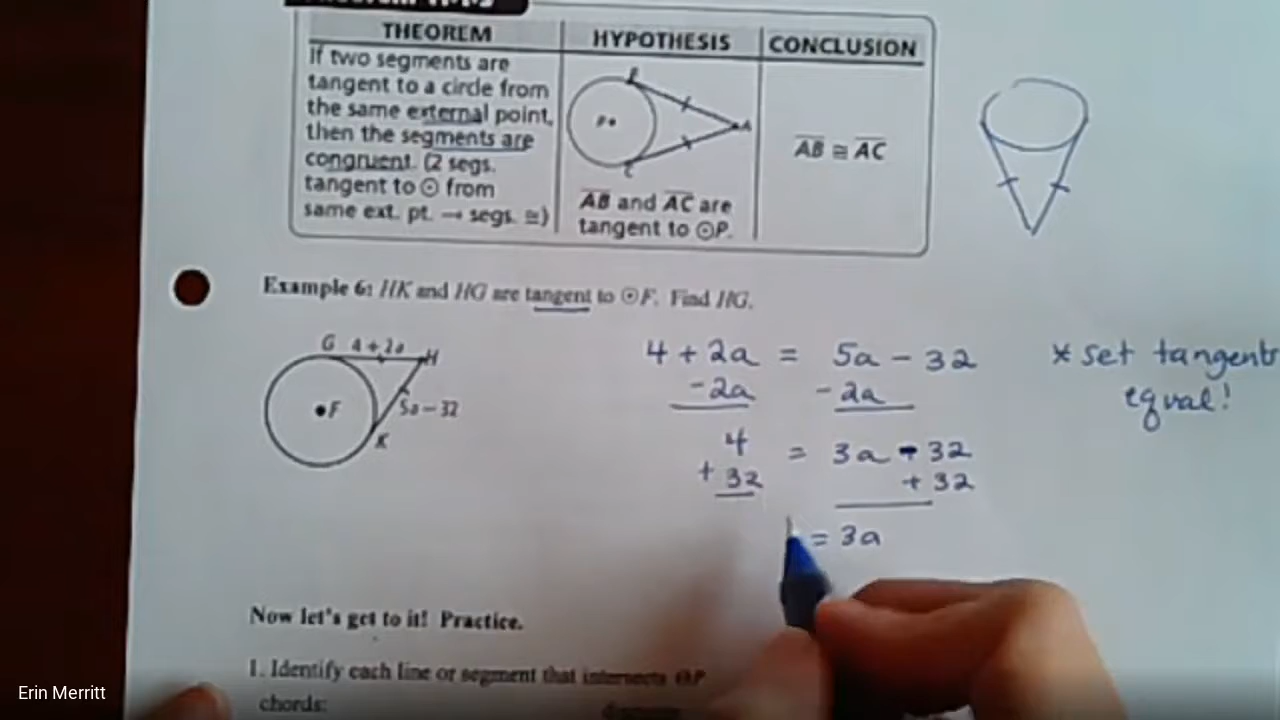 THEOREM HYPOTHESIS CONCLUSION
If two segments are
tangent to a circle from
the same external point,
then the segments are
congruent. (2 segs.
tangent to ⊙ from
same ext. pt. → segs. ≅)
P
A
AB and AC are
tangent to ⊙P.
AB ≅ AC
Example 6: HK and HG are tangent to ⊙F. Find HG.
G 4 + 2a H
F
5a – 32
K
4 + 2a = 5a - 32
-2a -2a
4 = 3a - 32
+ 32 + 32
= 3a
* set tangents
equal!
Now let's get to it! Practice.
1. Identify each line or segment that intersects ⊙P
chords:
Erin Merritt